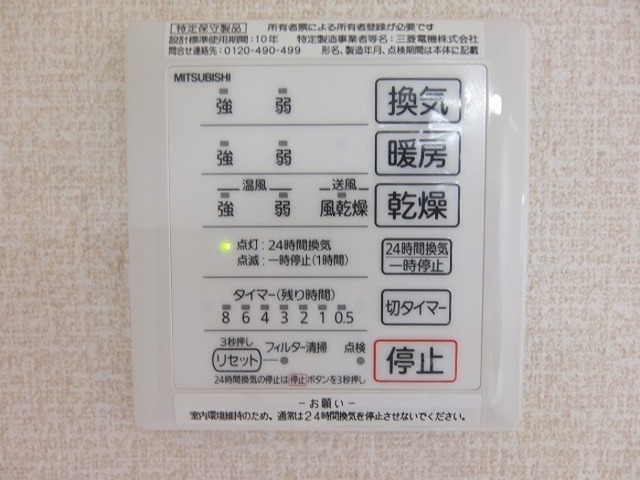 特定保守製品 所有者票による所有者登録が必要です
設計標準使用期間：10年 特定製造事業者等名：三菱電機株式会社
問合せ連絡先：0120-490-499 形名、製造年月、点検期間は本体に記載
MITSUBISHI
強 弱 換気
強 弱 暖房
温風 送風
強 弱 風乾燥 乾燥
点灯：24時間換気
点滅：一時停止(1時間)
24時間換気
一時停止
タイマー(残り時間)
8 6 4 3 2 1 0.5
切タイマー
3秒押し
リセット フィルター清掃 点検
停止
24時間換気の停止は停止ボタンを3秒押し
－お願い－
室内環境維持のため、通常は24時間換気を停止させないでください。